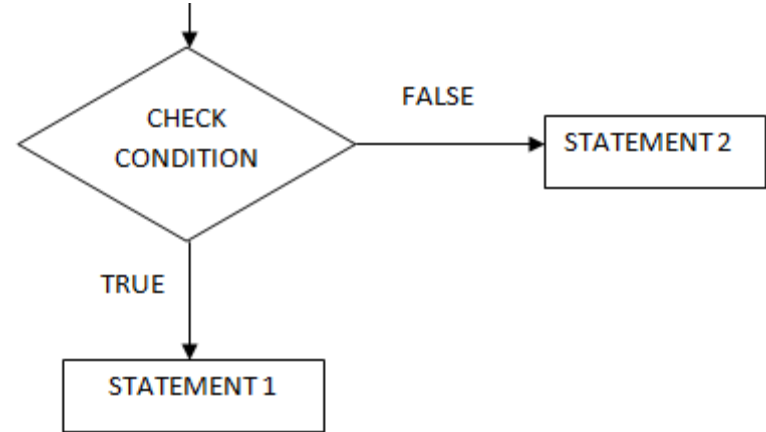 CHECK
CONDITION
FALSE
STATEMENT 2
TRUE
STATEMENT 1